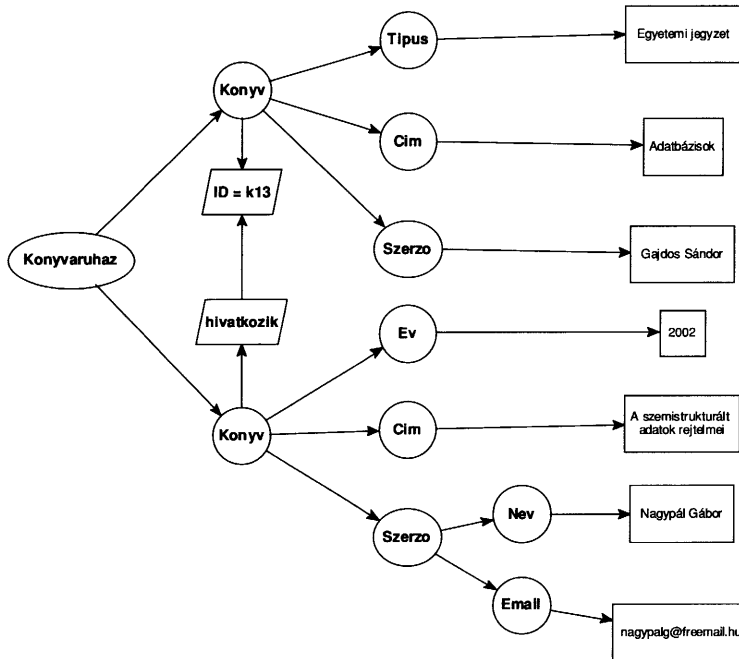 Tipus
Egyetemi jegyzet
Konyv
Cim
Adatbázisok
ID = k13
Szerzo
Gajdos Sándor
Konyvaruhaz
hivatkozik
Ev
2002
Konyv
Cim
A szemistrukturált
adatok rejtelmei
Szerzo
Nev
Nagypál Gábor
Email
nagypalg@freemail.hu